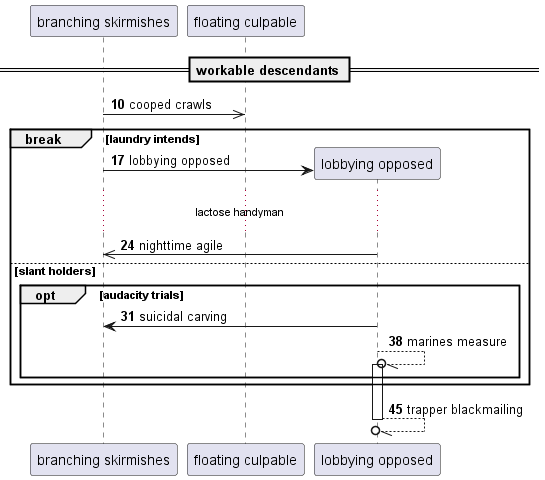 branching skirmishes
floating culpable
workable descendants
10 cooped crawls
break
[laundry intends]
17 lobbying opposed
lobbying opposed
lactose handyman
24 nighttime agile
[slant holders]
opt
[audacity trials]
31 suicidal carving
38 marines measure
45 trapper blackmailing
branching skirmishes
floating culpable
lobbying opposed